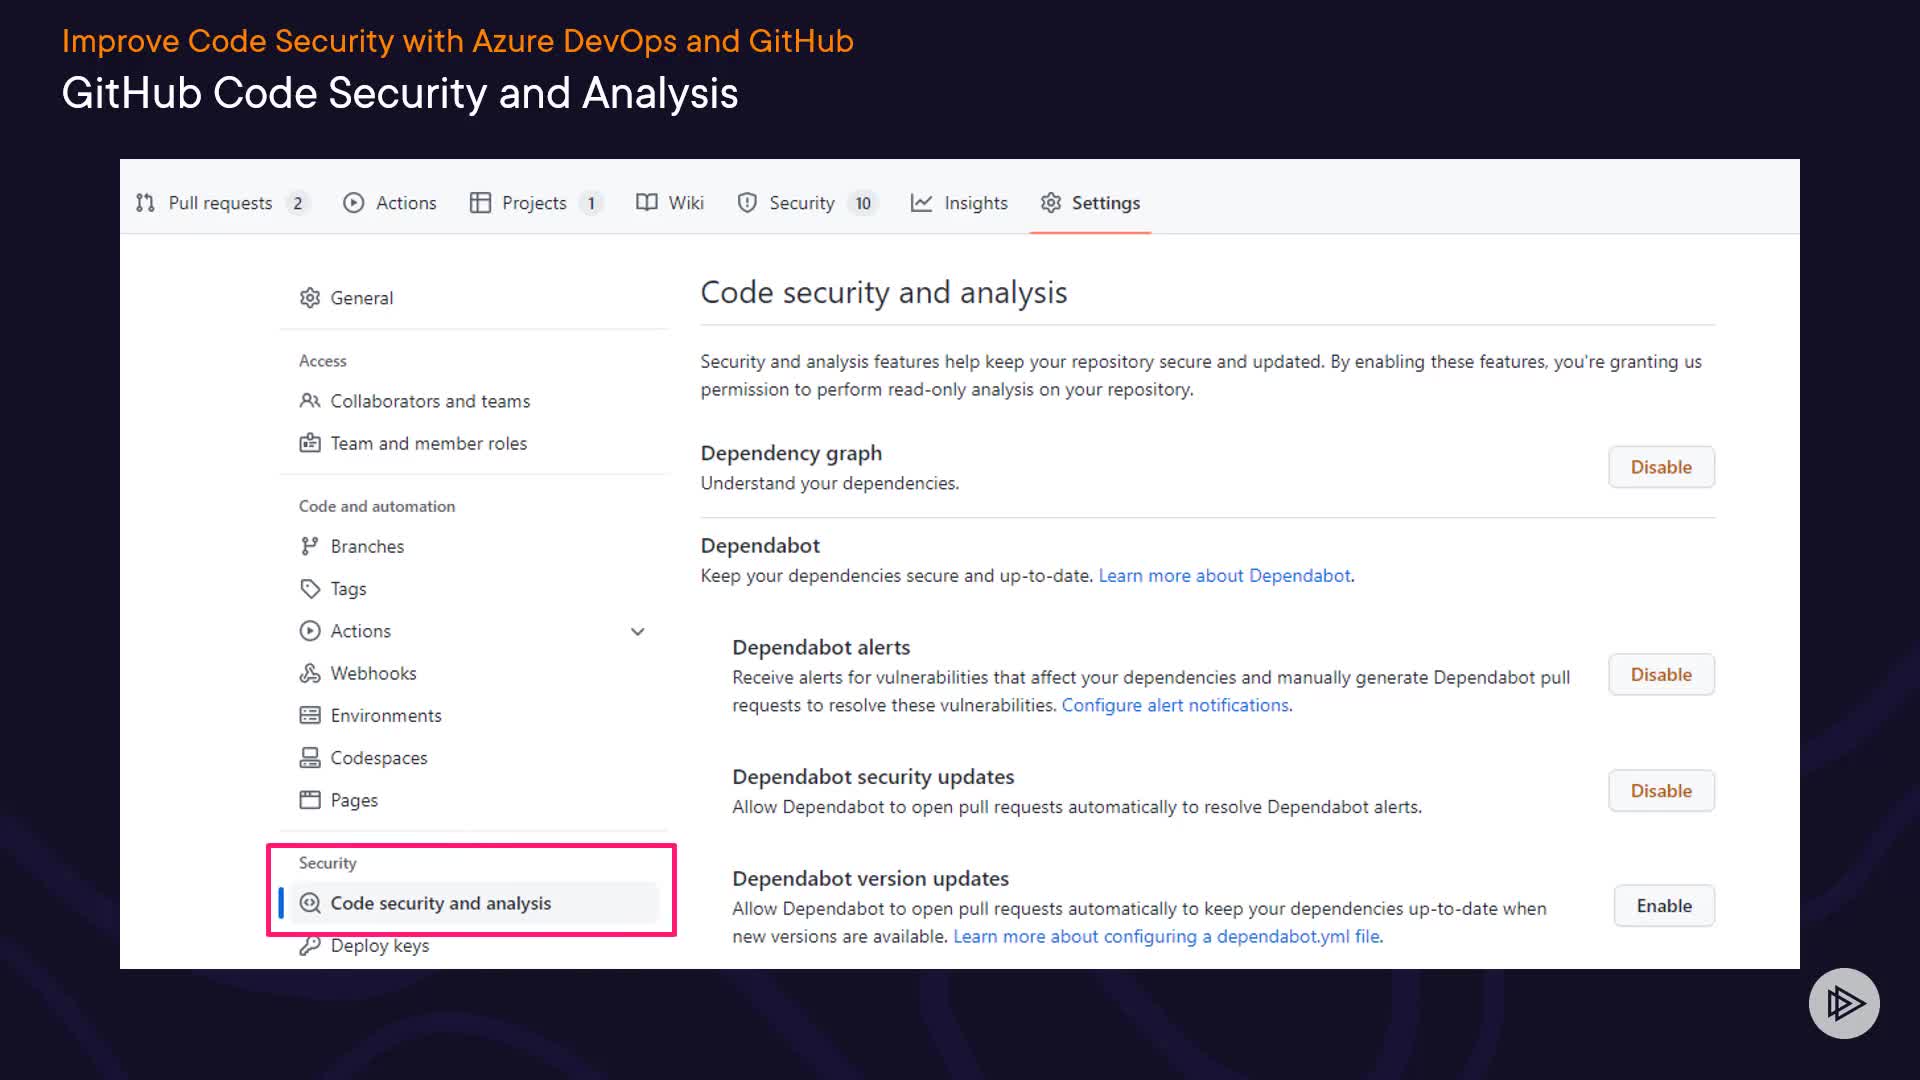 Improve Code Security with Azure DevOps and GitHub
GitHub Code Security and Analysis
Pull requests 2 Actions Projects 1 Wiki Security 10 Insights Settings
General
Access
Collaborators and teams
Team and member roles
Code and automation
Branches
Tags
Actions
Webhooks
Environments
Codespaces
Pages
Security
Code security and analysis
Deploy keys
Code security and analysis
Security and analysis features help keep your repository secure and updated. By enabling these features, you're granting us
permission to perform read-only analysis on your repository.
Dependency graph
Understand your dependencies.
Disable
Dependabot
Keep your dependencies secure and up-to-date. Learn more about Dependabot.
Dependabot alerts
Receive alerts for vulnerabilities that affect your dependencies and manually generate Dependabot pull
requests to resolve these vulnerabilities. Configure alert notifications.
Disable
Dependabot security updates
Allow Dependabot to open pull requests automatically to resolve Dependabot alerts.
Disable
Dependabot version updates
Allow Dependabot to open pull requests automatically to keep your dependencies up-to-date when
new versions are available. Learn more about configuring a dependabot.yml file.
Enable